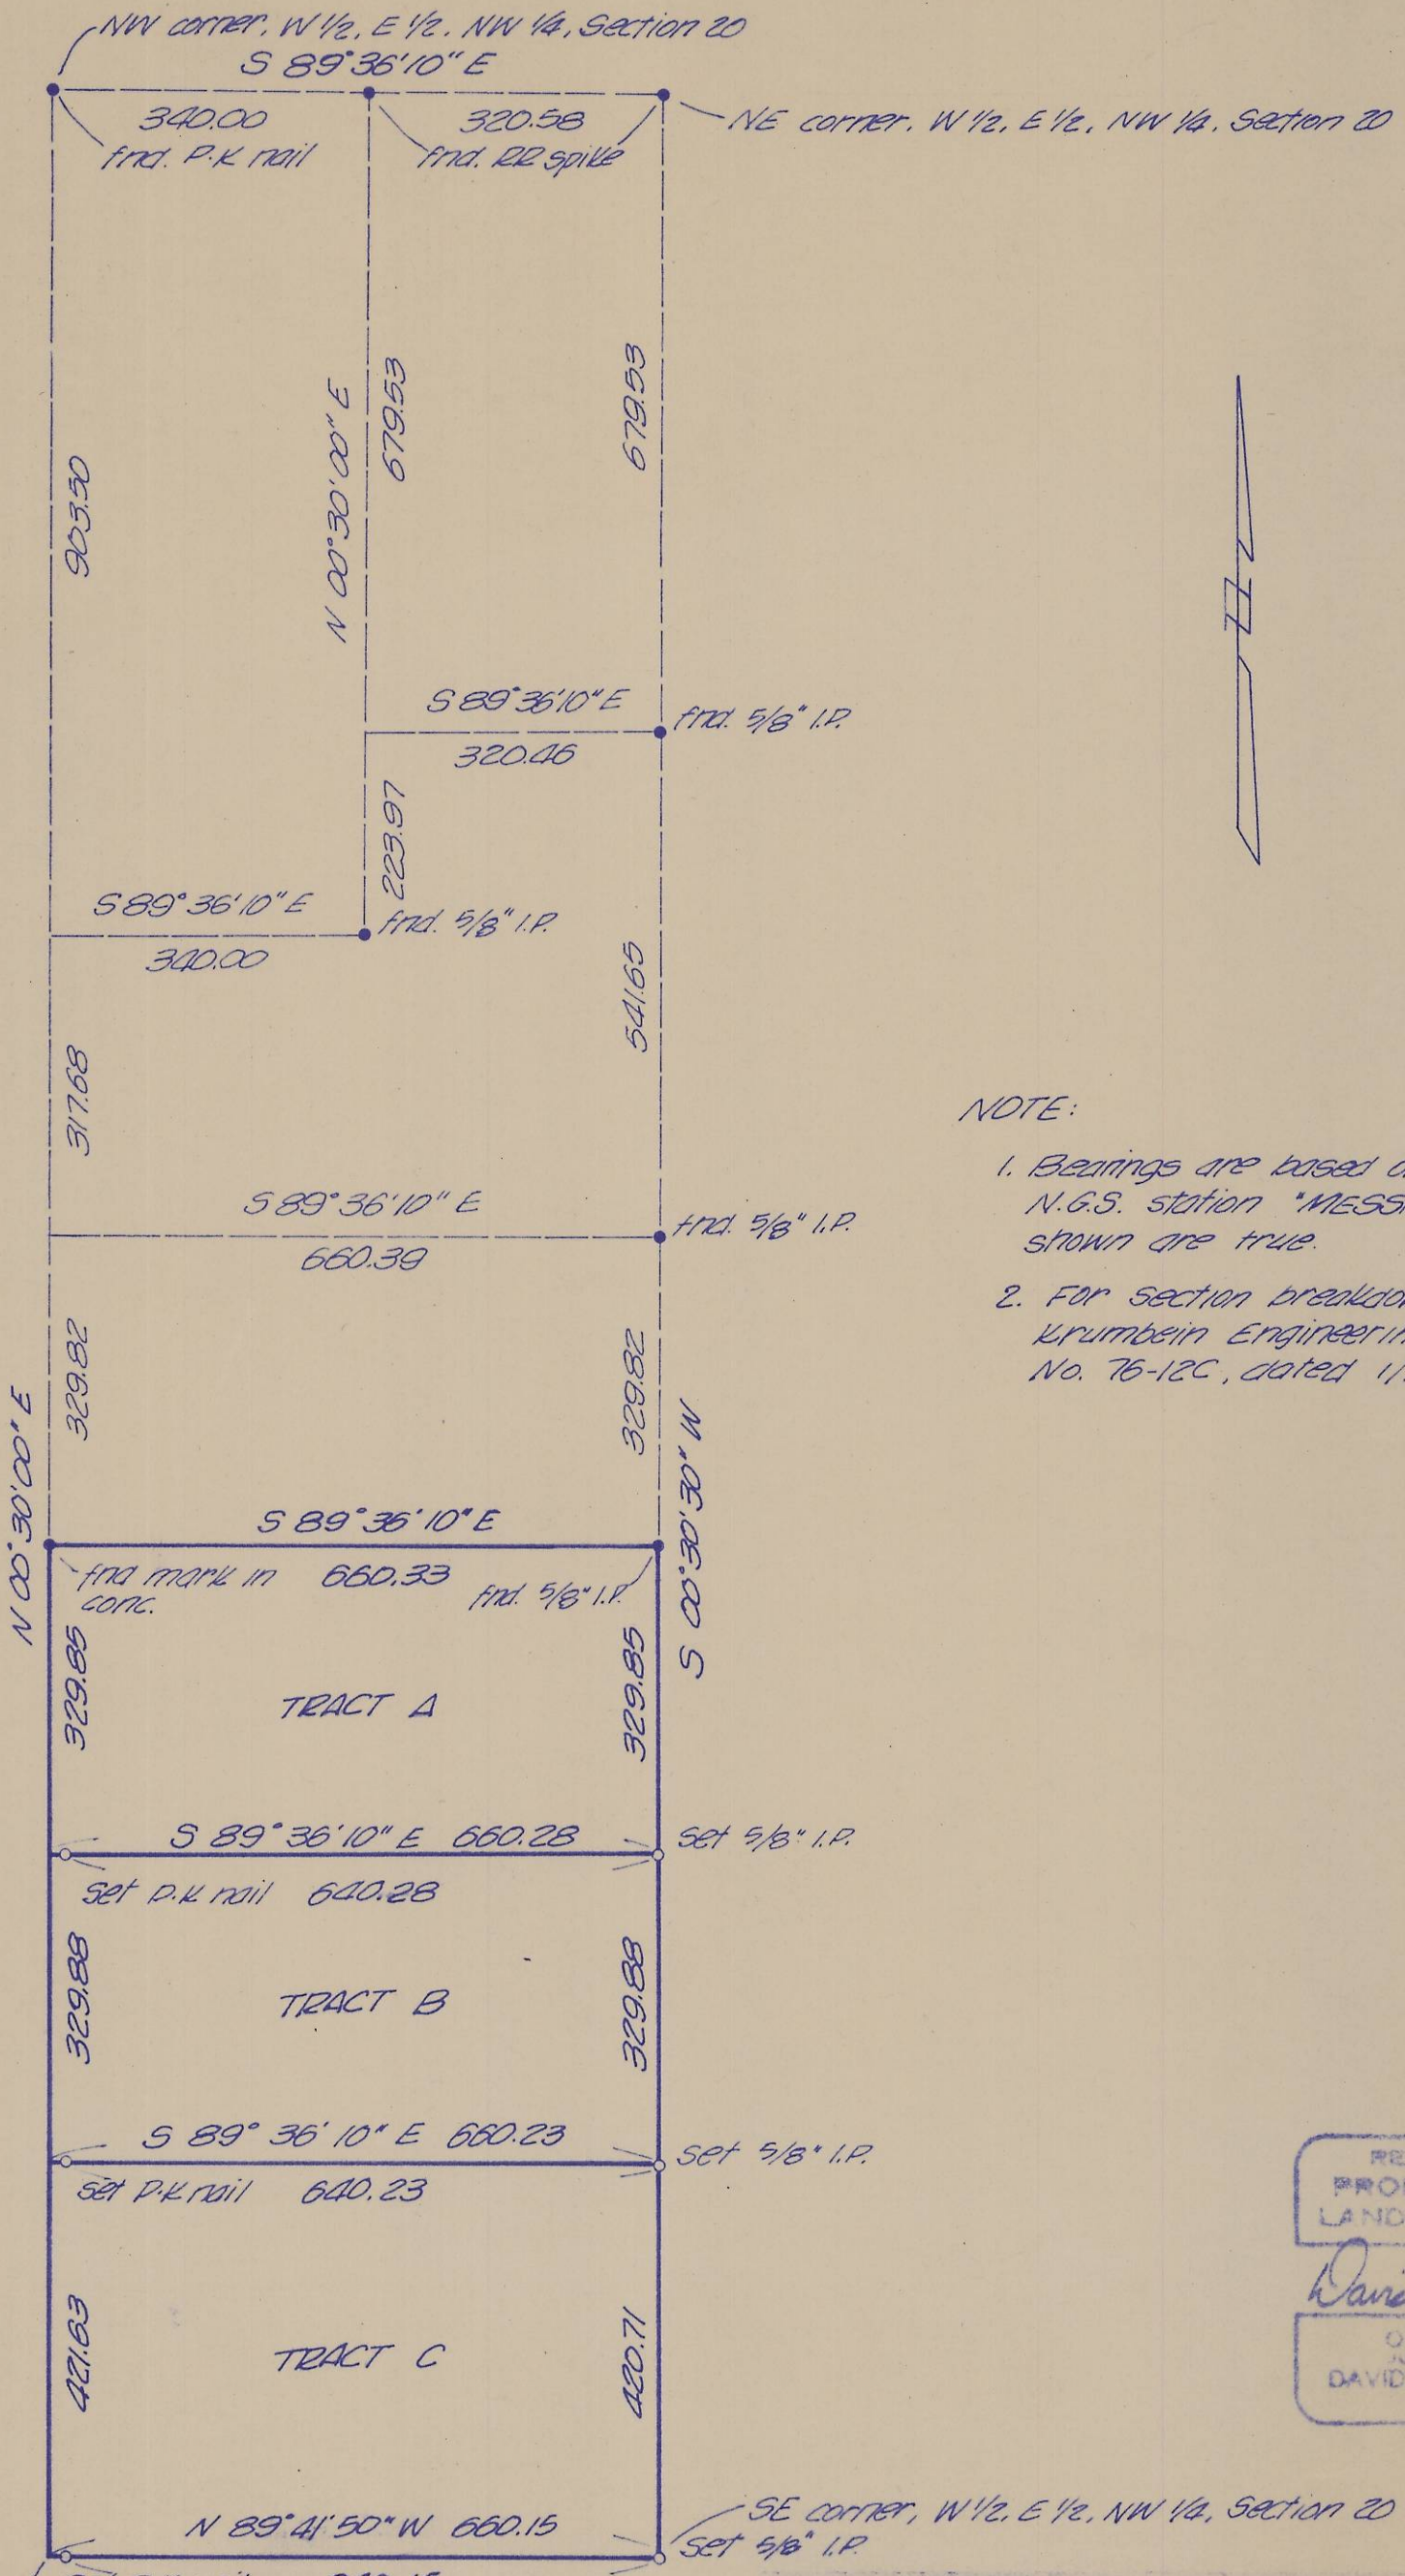 NW corner, W 1/2, E 1/2, NW 1/4, Section 20
S 89°36'10" E
340.00
320.58
NE corner, W 1/2, E 1/2, NW 1/4, Section 20
fnd. P.K nail
fnd. RR spike
903.50
N 00°30'00" E
679.53
679.53
S 89°36'10" E
fnd. 5/8" I.P.
320.46
223.97
S 89°36'10" E
fnd. 5/8" I.P.
340.00
541.65
317.68
NOTE:
1. Bearings are based
N.G.S. station "MESS
shown are true.
2. For Section
Krumbein
No. 76-12C, dated
S 89°36'10" E
fnd. 5/8" I.P.
660.39
329.82
329.82
N 00°30'00" E
S 00°30'30" W
S 89°36'10" E
fnd mark in
conc.
660.33
fnd. 5/8" I.P.
329.85
329.85
TRACT A
S 89°36'10" E 660.28
set 5/8" I.P.
set P.K nail 640.28
329.88
329.88
TRACT B
S 89° 36' 10" E 660.23
set 5/8" I.P.
set P.K nail 640.23
LAND
421.63
420.71
TRACT C
DAVID
N 89°41'50" W 660.15
SE corner, W 1/2, E 1/2, NW 1/4, Section 20
set 5/8" I.P.